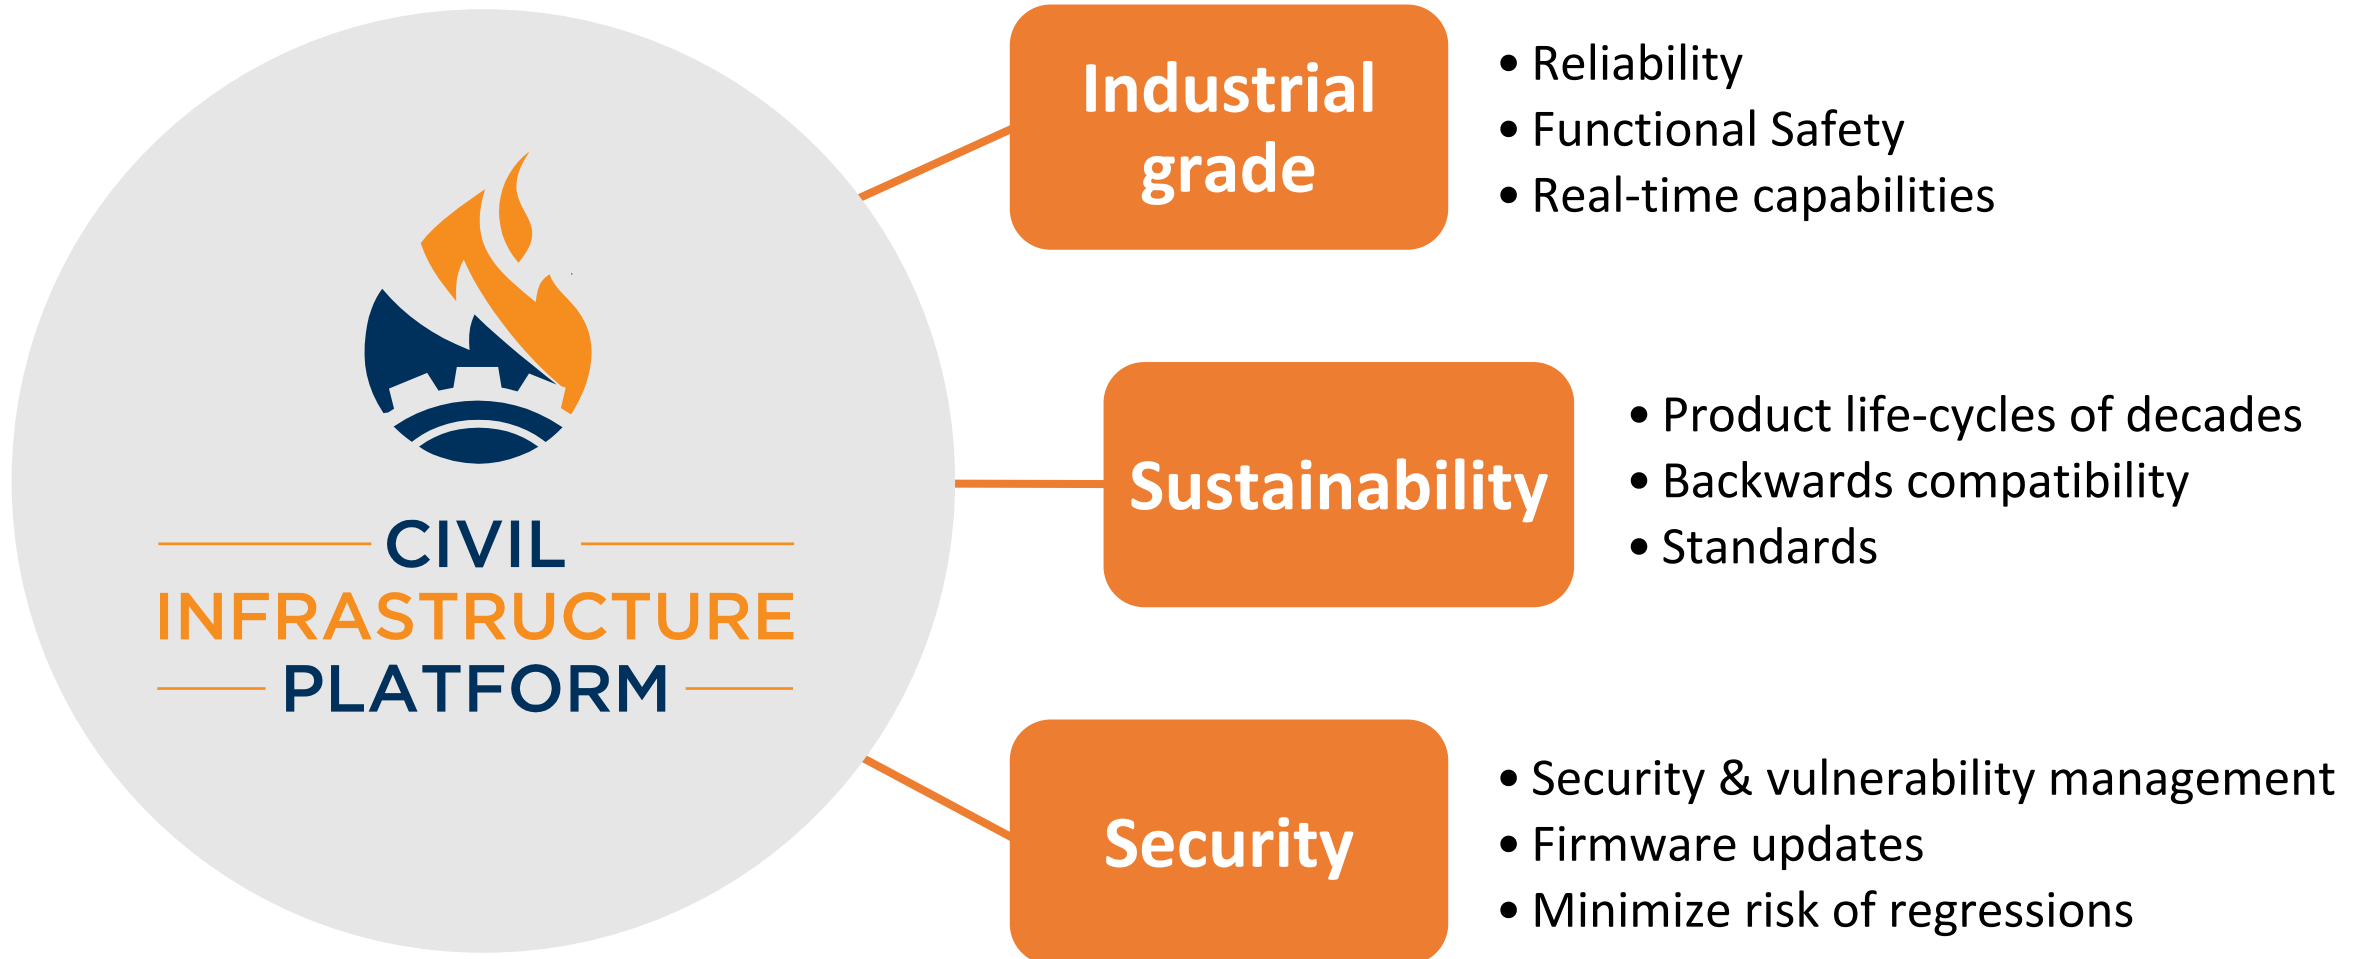 CIVIL
INFRASTRUCTURE
PLATFORM
Industrial
grade
• Reliability
• Functional Safety
• Real-time capabilities
Sustainability
• Product life-cycles of decades
• Backwards compatibility
• Standards
Security
• Security & vulnerability management
• Firmware updates
• Minimize risk of regressions